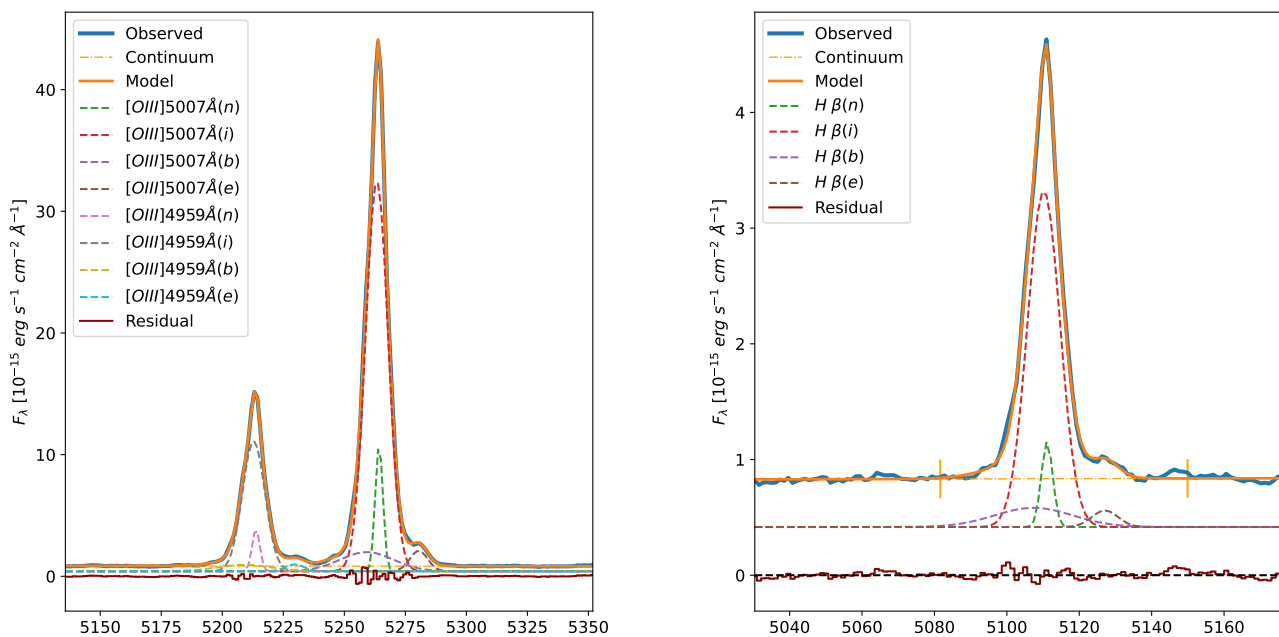 Observed
Continuum
Model
[OIII]5007Å(n)
[OIII]5007Å(i)
[OIII]5007Å(b)
[OIII]5007Å(e)
[OIII]4959Å(n)
[OIII]4959Å(i)
[OIII]4959Å(b)
[OIII]4959Å(e)
Residual
F_λ [10⁻¹⁵ erg s⁻¹ cm⁻² Å⁻¹]
40
30
20
10
0
5150 5175 5200 5225 5250 5275 5300 5325 5350
Observed
Continuum
Model
H β(n)
H β(i)
H β(b)
H β(e)
Residual
F_λ [10⁻¹⁵ erg s⁻¹ cm⁻² Å⁻¹]
4
3
2
1
0
5040 5060 5080 5100 5120 5140 5160